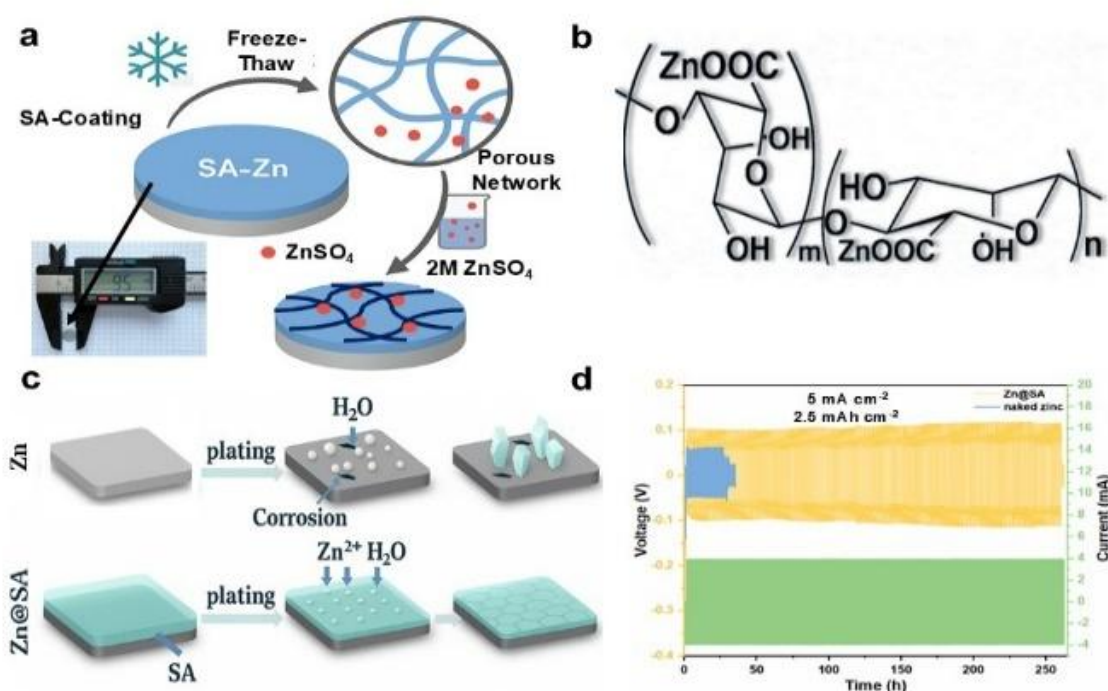 a
Freeze-
Thaw
SA-Coating
SA-Zn
Porous
Network
ZnSO4
2M ZnSO4
95
b
ZnOOC
O
OH
O
OH
m
O
HO
ZnOOC
OH
O
n
c
Zn
plating
H2O
Corrosion
Zn@SA
plating
Zn2+ H2O
SA
d
5 mA cm-2
2.5 mAh cm-2
Zn@SA
naked zinc
Voltage (V)
0.2
0.1
0
-0.1
-0.2
-0.3
-0.4
Current (mA)
20
18
16
14
12
10
8
6
4
2
0
-2
-4
0
50
100
150
200
250
Time (h)